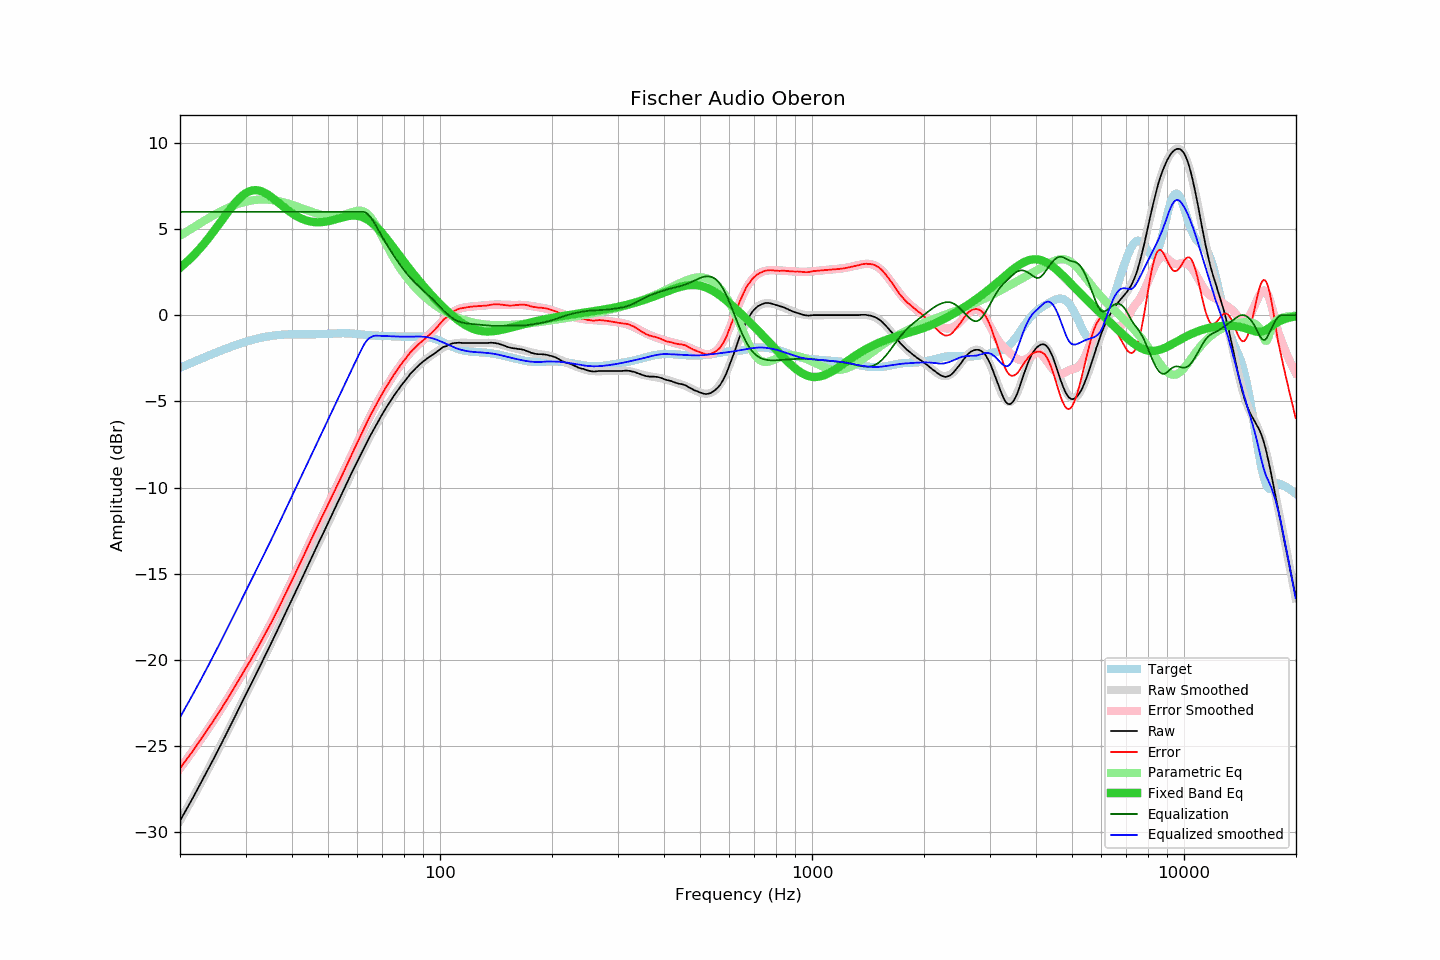 Fischer Audio Oberon
10
5
0
−5
−10
−15
−20
−25
−30
Amplitude (dBr)
100
1000
10000
Frequency (Hz)
Target
Raw Smoothed
Error Smoothed
Raw
Error
Parametric Eq
Fixed Band Eq
Equalization
Equalized smoothed